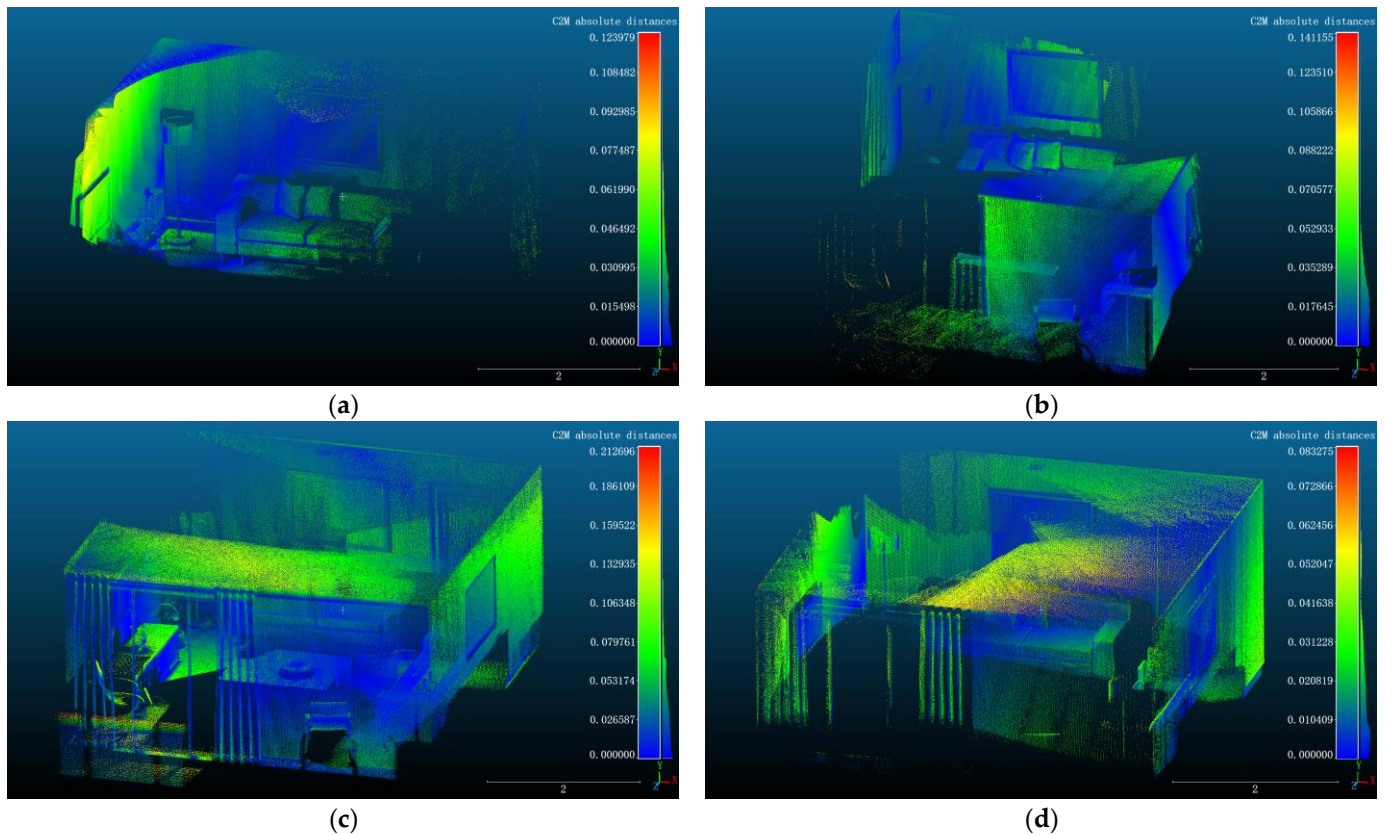 C2M absolute distances
0.123979
0.108482
0.092985
0.077487
0.061990
0.046492
0.030995
0.015498
0.000000
Y
Z
X
2
(a)
C2M absolute distances
0.141155
0.123510
0.105866
0.088222
0.070577
0.052933
0.035289
0.017645
0.000000
Y
Z
X
2
(b)
C2M absolute distances
0.212696
0.186109
0.159522
0.132935
0.106348
0.079761
0.053174
0.026587
0.000000
Y
Z
X
2
(c)
C2M absolute distances
0.083275
0.072866
0.062456
0.052047
0.041638
0.031228
0.020819
0.010409
0.000000
Y
Z
X
2
(d)